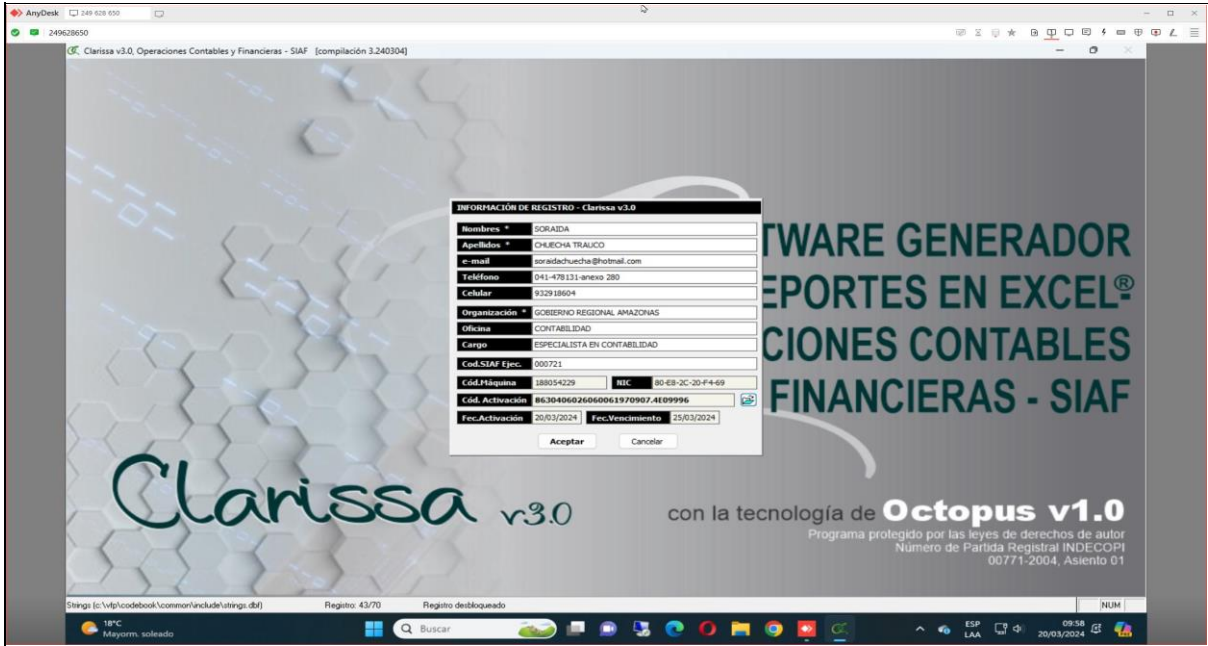 AnyDesk
249 628 650
249628650
Clarissa v3.0, Operaciones Contables y Financieras - SIAF [compilación 3.240304]
TWARE GENERADOR
EPORTES EN EXCEL®
CIONES CONTABLES
FINANCIERAS - SIAF
INFORMACIÓN DE REGISTRO - Clarissa v3.0
Nombres * SORAIDA
Apellidos * CHUECHA TRAUCO
e-mail soraidachuecha@hotmail.com
Teléfono 041-478131-anexo 280
Celular 932918604
Organización * GOBIERNO REGIONAL AMAZONAS
Oficina CONTABILIDAD
Cargo ESPECIALISTA EN CONTABILIDAD
Cod.SIAF Ejec. 000721
Cód.Máquina 188054229 NIC 80-E8-2C-20-F4-69
Cód. Activación B630406026060061970907.4E09996
Fec.Activación 20/03/2024 Fec.Vencimiento 25/03/2024
Aceptar Cancelar
Clarissa v3.0
con la tecnología de Octopus v1.0
Programa protegido por las leyes de derechos de autor
Número de Partida Registral INDECOPI
00771-2004, Asiento 01
Strings (c:\vfp\codebook\common\include\strings.dbf) Registro: 43/70 Registro desbloqueado NUM
18°C
Mayorm. soleado
Buscar
ESP
LAA
09:58
20/03/2024